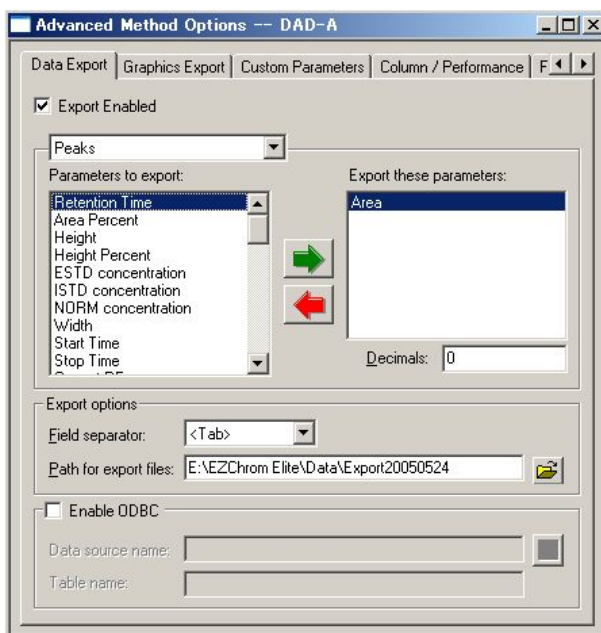 Advanced Method Options -- DAD-A
Data Export Graphics Export Custom Parameters Column / Performance F
Export Enabled
Peaks
Parameters to export:
Retention Time
Area Percent
Height
Height Percent
ESTD concentration
ISTD concentration
NORM concentration
Width
Start Time
Stop Time
Export these parameters:
Area
Decimals: 0
Export options
Field separator: <Tab>
Path for export files: E:\EZChrom Elite\Data\Export20050524
Enable ODBC
Data source name:
Table name: